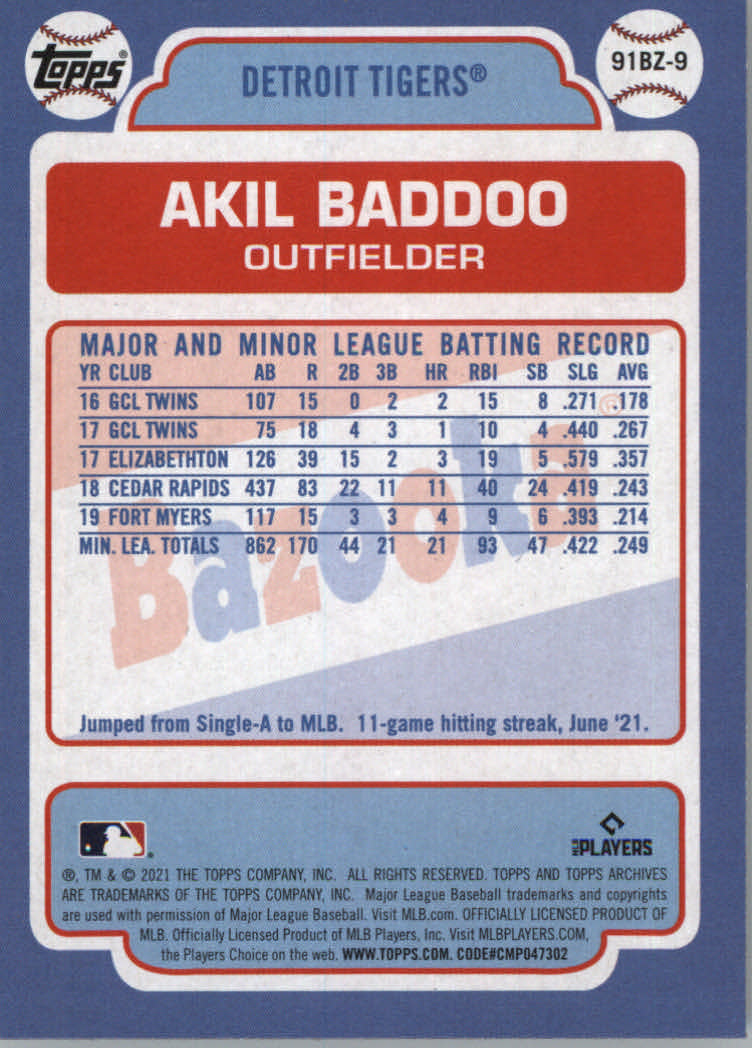 Topps®
91BZ-9
DETROIT TIGERS®
AKIL BADDOO
OUTFIELDER
MAJOR AND MINOR LEAGUE BATTING RECORD
YR CLUB AB R 2B 3B HR RBI SB SLG AVG
16 GCL TWINS 107 15 0 2 2 15 8 .271 .178
17 GCL TWINS 75 18 4 3 1 10 4 .440 .267
17 ELIZABETHTON 126 39 15 2 3 19 5 .579 .357
18 CEDAR RAPIDS 437 83 22 11 11 40 24 .419 .243
19 FORT MYERS 117 15 3 3 4 9 6 .393 .214
MIN. LEA. TOTALS 862 170 44 21 21 93 47 .422 .249
Bazooka®
Jumped from Single-A to MLB. 11-game hitting streak, June '21.
MLB PLAYERS
®, TM & © 2021 THE TOPPS COMPANY, INC. ALL RIGHTS RESERVED. TOPPS AND TOPPS ARCHIVES
ARE TRADEMARKS OF THE TOPPS COMPANY, INC. Major League Baseball trademarks and copyrights
are used with permission of Major League Baseball. Visit MLB.com. OFFICIALLY LICENSED PRODUCT OF
MLB. Officially Licensed Product of MLB Players, Inc. Visit MLBPLAYERS.COM,
the Players Choice on the web. WWW.TOPPS.COM. CODE#CMP047302